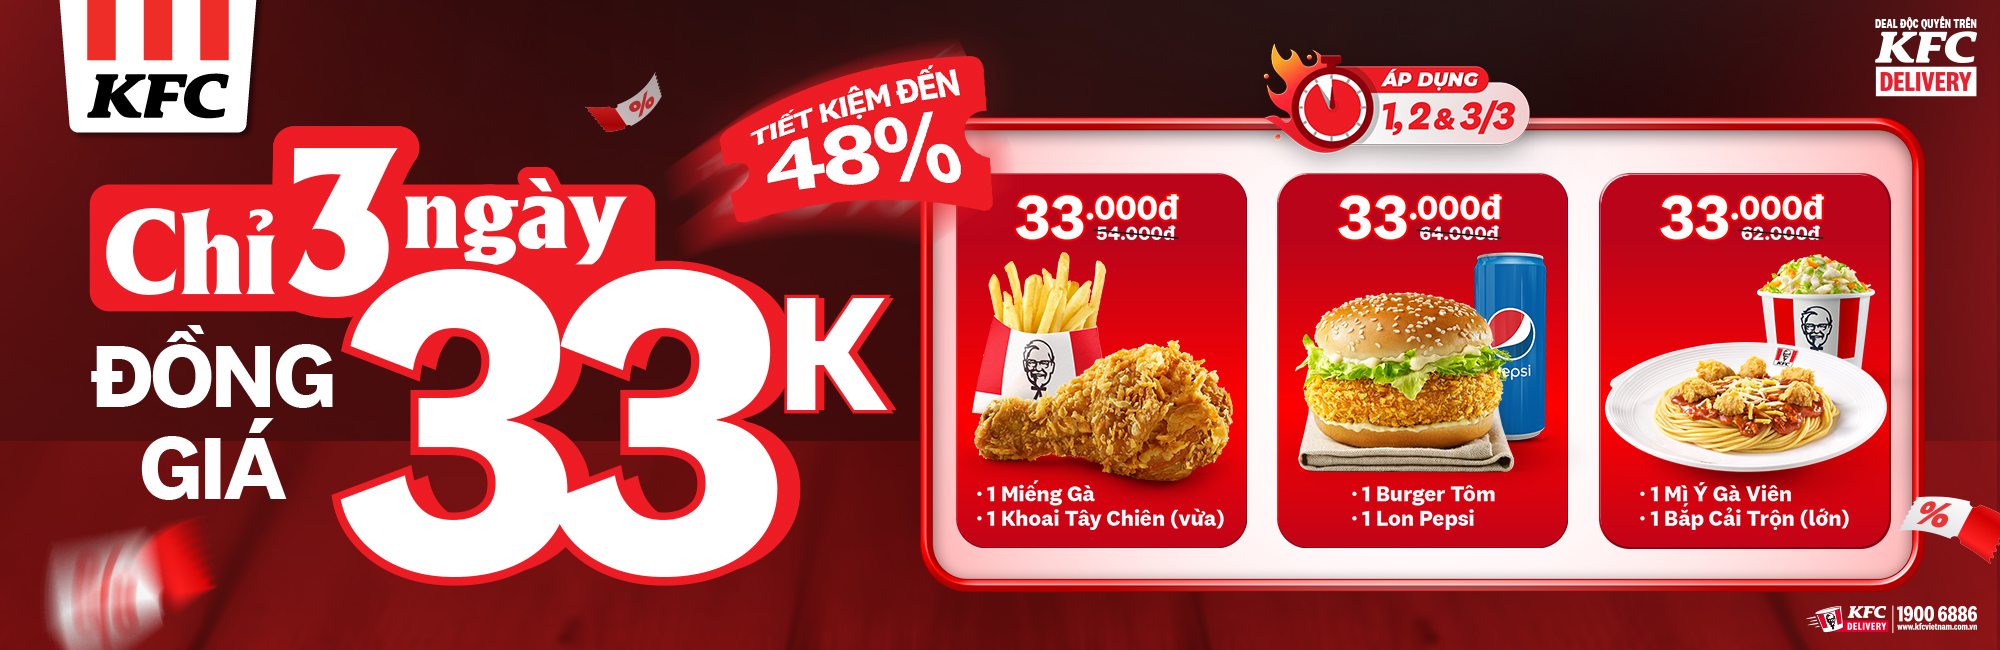 KFC
Chỉ 3 ngày
ĐỒNG
GIÁ
33K
TIẾT KIỆM ĐẾN
48%
ÁP DỤNG
1, 2 & 3/3
DEAL ĐỘC QUYỀN TRÊN
KFC
DELIVERY
33.000đ
54.000đ
• 1 Miếng Gà
• 1 Khoai Tây Chiên (vừa)
33.000đ
64.000đ
pepsi
• 1 Burger Tôm
• 1 Lon Pepsi
33.000đ
62.000đ
KFC
• 1 Mì Ý Gà Viên
• 1 Bắp Cải Trộn (lớn)
%
%
KFC
DELIVERY
1900 6886
www.kfcvietnam.com.vn